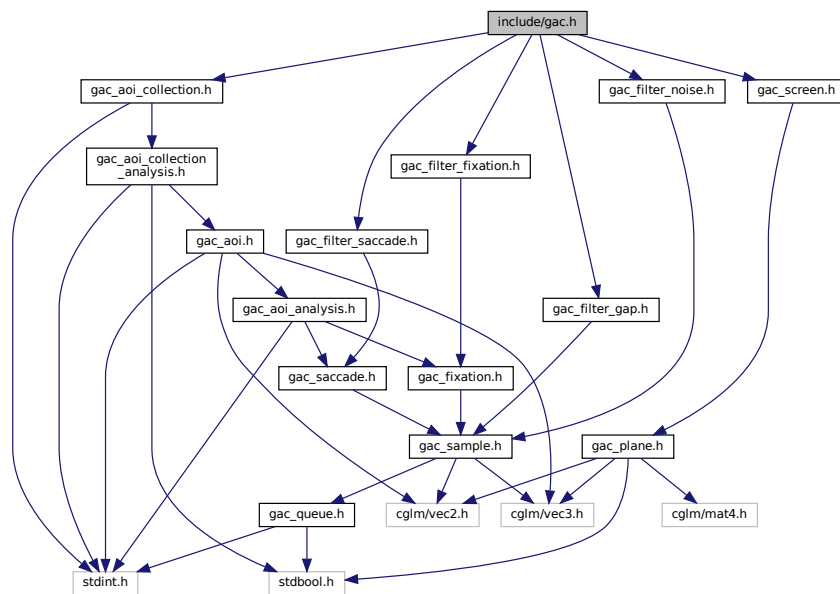 include/gac.h
gac_aoi_collection.h
gac_filter_noise.h
gac_screen.h
gac_aoi_collection
_analysis.h
gac_filter_fixation.h
gac_aoi.h
gac_filter_saccade.h
gac_aoi_analysis.h
gac_filter_gap.h
gac_saccade.h
gac_fixation.h
gac_sample.h
gac_plane.h
gac_queue.h
cglm/vec2.h
cglm/vec3.h
cglm/mat4.h
stdint.h
stdbool.h